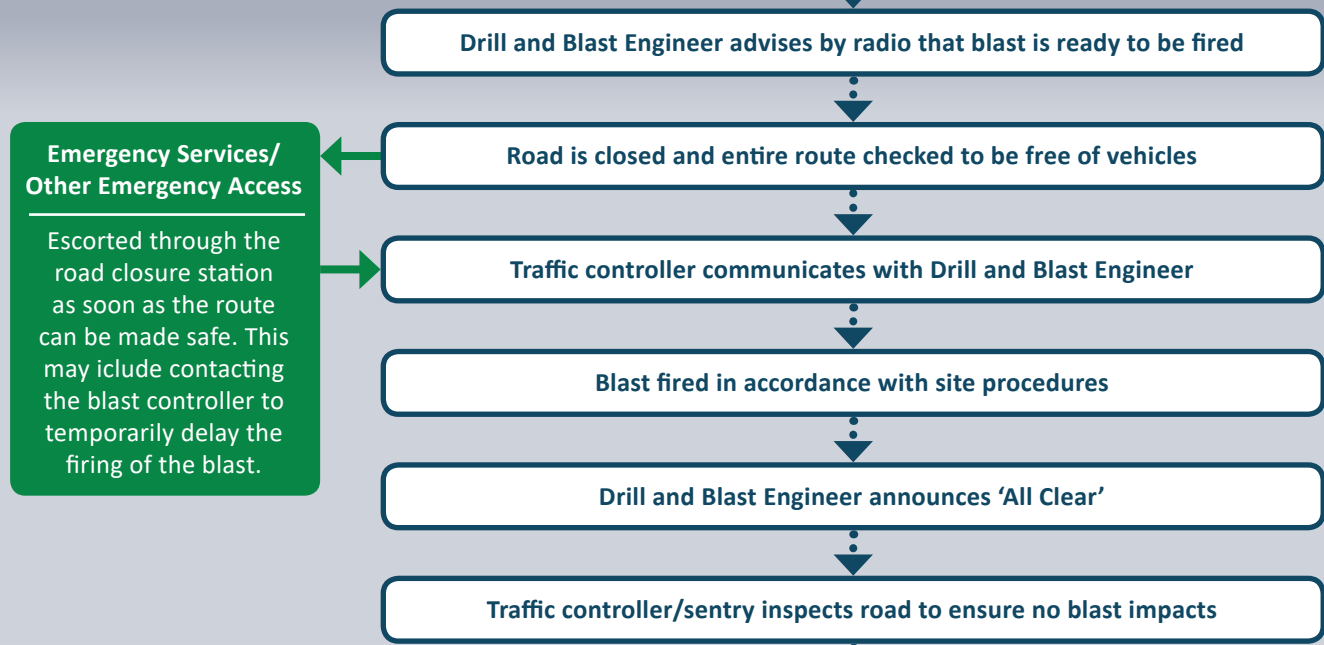 Drill and Blast Engineer advises by radio that blast is ready to be fired
Road is closed and entire route checked to be free of vehicles
Emergency Services/
Other Emergency Access
Escorted through the
road closure station
as soon as the route
can be made safe. This
may iclude contacting
the blast controller to
temporarily delay the
firing of the blast.
Traffic controller communicates with Drill and Blast Engineer
Blast fired in accordance with site procedures
Drill and Blast Engineer announces ‘All Clear’
Traffic controller/sentry inspects road to ensure no blast impacts